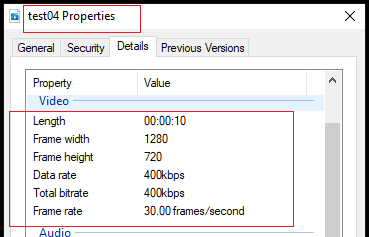 test04 Properties
General Security Details Previous Versions
Property Value
Video
Length 00:00:10
Frame width 1280
Frame height 720
Data rate 400kbps
Total bitrate 400kbps
Frame rate 30.00 frames/second
Audio